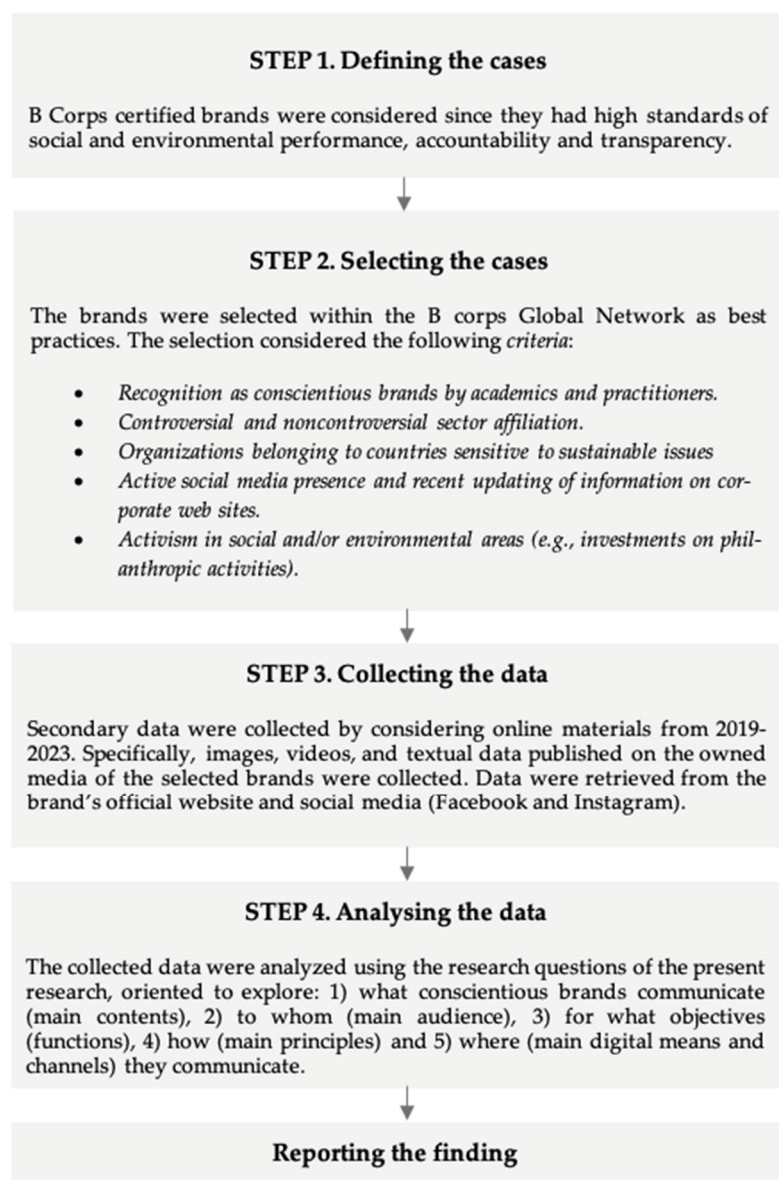 STEP 1. Defining the cases
B Corps certified brands were considered since they had high standards of
social and environmental performance, accountability and transparency.
STEP 2. Selecting the cases
The brands were selected within the B corps Global Network as best
practices. The selection considered the following criteria:
• Recognition as conscientious brands by academics and practitioners.
• Controversial and noncontroversial sector affiliation.
• Organizations belonging to countries sensitive to sustainable issues
• Active social media presence and recent updating of information on cor-
porate web sites.
• Activism in social and/or environmental areas (e.g., investments on phil-
anthropic activities).
STEP 3. Collecting the data
Secondary data were collected by considering online materials from 2019-
2023. Specifically, images, videos, and textual data published on the owned
media of the selected brands were collected. Data were retrieved from the
brand's official website and social media (Facebook and Instagram).
STEP 4. Analysing the data
The collected data were analyzed using the research questions of the present
research, oriented to explore: 1) what conscientious brands communicate
(main contents), 2) to whom (main audience), 3) for what objectives
(functions), 4) how (main principles) and 5) where (main digital means and
channels) they communicate.
Reporting the finding